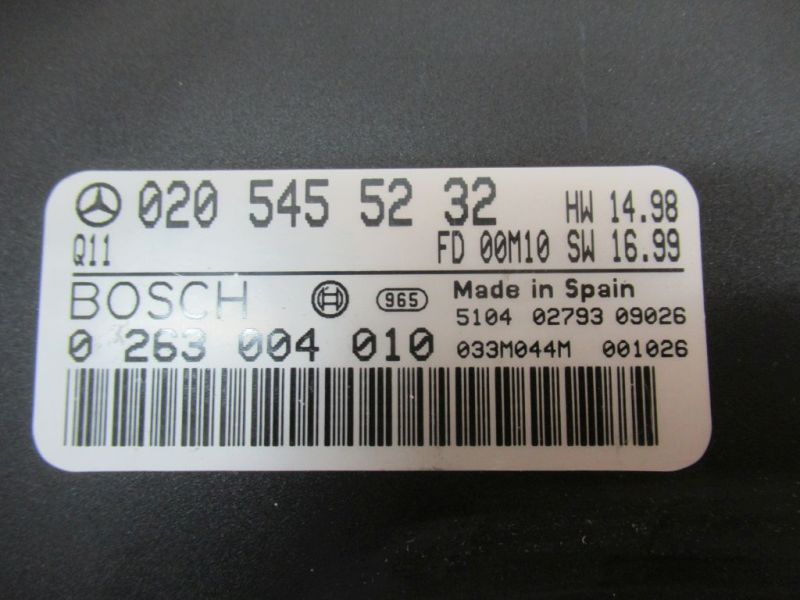 020 545 52 32 HW 14.98
Q11 FD 00M10 SW 16.99
BOSCH 965 Made in Spain
5104 02793 09026
0 263 004 010 033M044M 001026